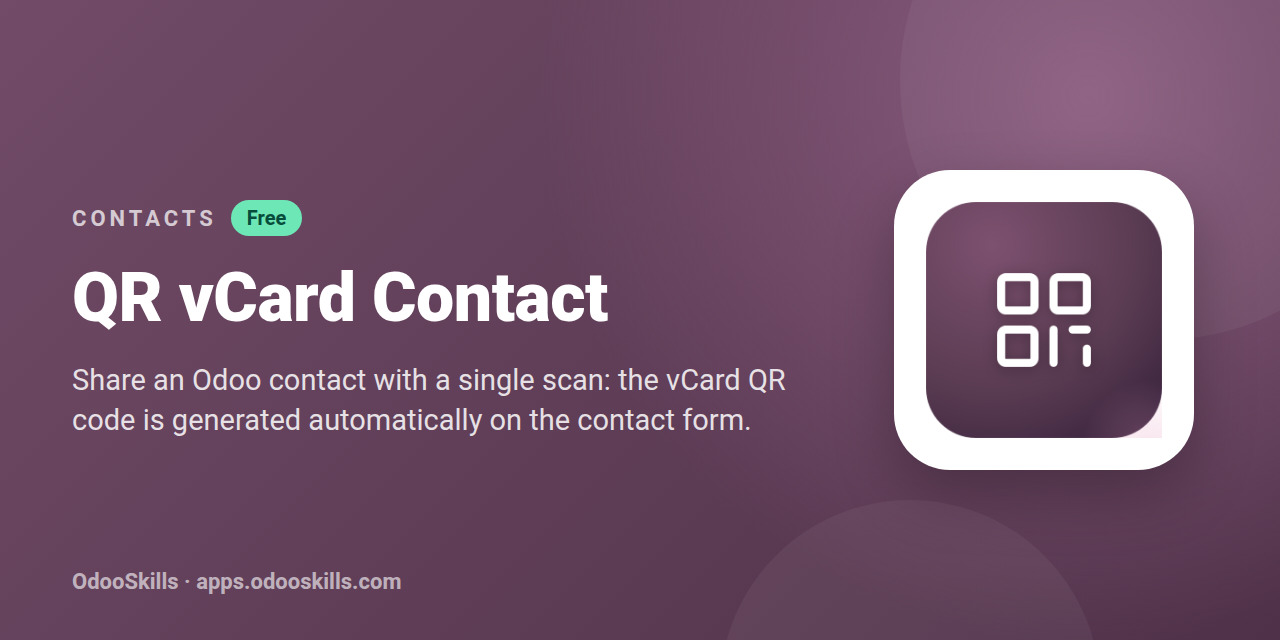 CONTACTS Free
QR vCard Contact
Share an Odoo contact with a single scan: the vCard QR
code is generated automatically on the contact form.
OdooSkills · apps.odooskills.com